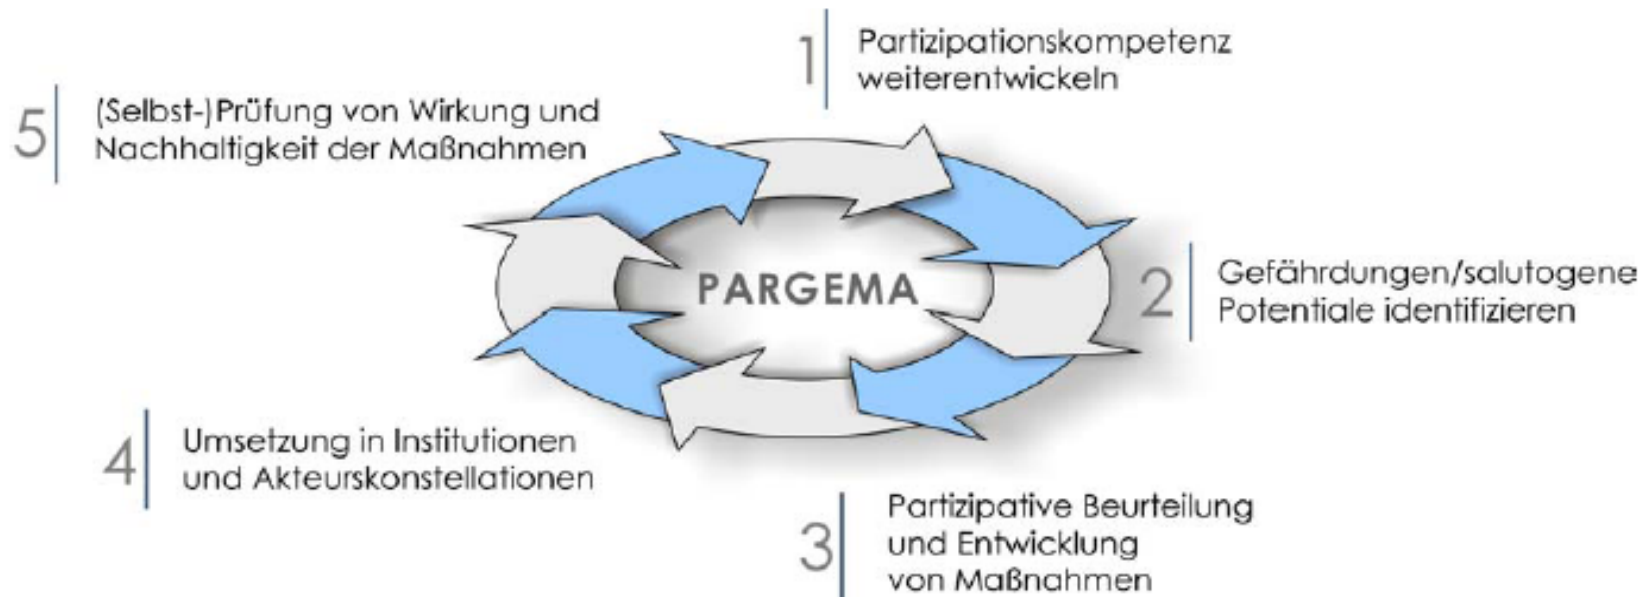 1
Partizipationskompetenz
weiterentwickeln
2
Gefährdungen/salutogene
Potentiale identifizieren
3
Partizipative Beurteilung
und Entwicklung
von Maßnahmen
4
Umsetzung in Institutionen
und Akteurskonstellationen
5
(Selbst-)Prüfung von Wirkung und
Nachhaltigkeit der Maßnahmen
PARGEMA